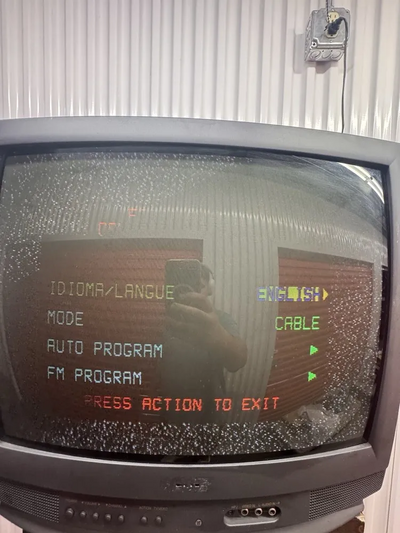 IDIOMA/LANGUE ENGLISH
MODE CABLE
AUTO PROGRAM
FM PROGRAM
PRESS ACTION TO EXIT